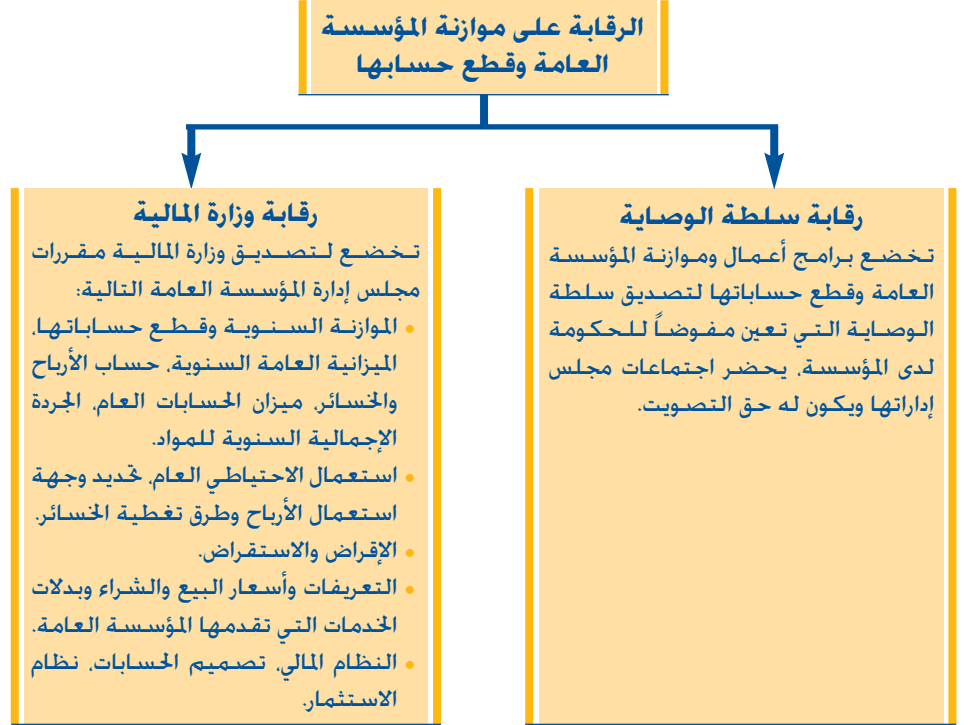 الرقابة على موازنة المؤسسة
العامة وقطع حسابها
رقابة سلطة الوصاية
تخضع برامج أعمال وموازنة المؤسسة
العامة وقطع حساباتها لتصديق سلطة
الوصاية التي تعين مفوضاً للحكومة
لدى المؤسسة، يحضر اجتماعات مجلس
إداراتها ويكون له حق التصويت.
رقابة وزارة المالية
تخضع لتصديق وزارة المالية مقررات
مجلس إدارة المؤسسة العامة التالية:
• الموازنة السنوية وقطع حساباتها،
الميزانية العامة السنوية، حساب الأرباح
والخسائر، ميزان الحسابات العام، الجردة
الإجمالية السنوية للمواد.
• استعمال الاحتياطي العام، تحديد وجهة
استعمال الأرباح وطرق تغطية الخسائر.
• الإقراض والاستقراض.
• التعريفات وأسعار البيع والشراء وبدلات
الخدمات التي تقدمها المؤسسة العامة.
• النظام المالي، تصميم الحسابات، نظام
الاستثمار.